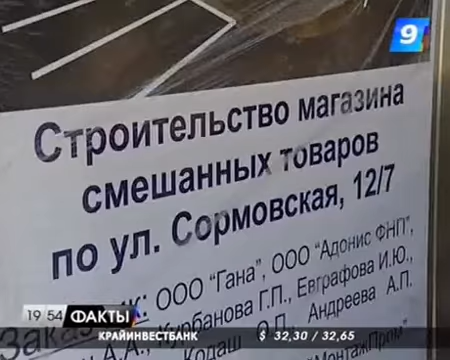 9
Строительство магазина
смешанных товаров
по ул. Сормовская, 12/7
ООО "Гана", ООО "Адонис ФНП",
А.А., Курбанова Г.П., Евграфова И.Ю.,
Кодаш О.П., Андреева А.П.
19 54 ФАКТЫ
КРАЙИНВЕСТБАНК $ 32,30 / 32,65